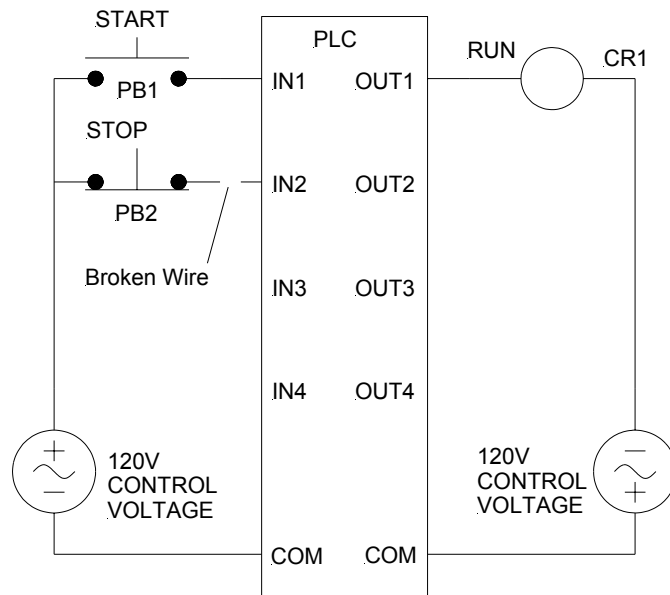 START
PLC
RUN
CR1
PB1
IN1
OUT1
STOP
IN2
OUT2
PB2
Broken Wire
IN3
OUT3
IN4
OUT4
120V
CONTROL
VOLTAGE
120V
CONTROL
VOLTAGE
COM
COM